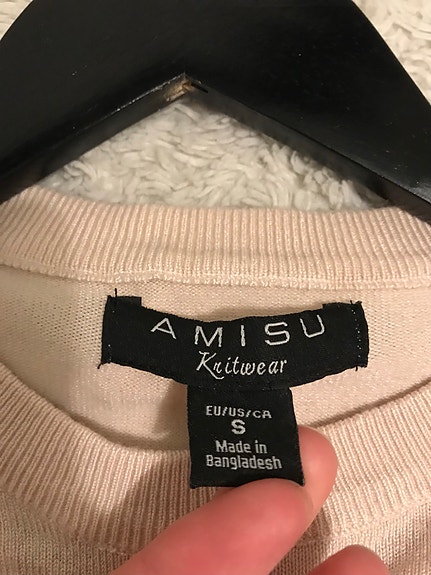 AMISU
Knitwear
EU/US/CA
S
Made in
Bangladesh